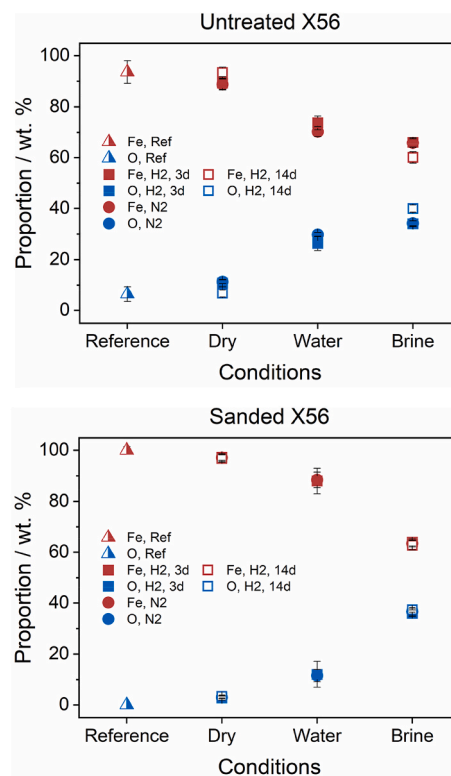 Untreated X56
Proportion / wt. %
100
80
60
40
20
0
Fe, Ref
O, Ref
Fe, H2, 3d Fe, H2, 14d
O, H2, 3d O, H2, 14d
Fe, N2
O, N2
Reference Dry Water Brine
Conditions
Sanded X56
Proportion / wt. %
100
80
60
40
20
0
Fe, Ref
O, Ref
Fe, H2, 3d Fe, H2, 14d
O, H2, 3d O, H2, 14d
Fe, N2
O, N2
Reference Dry Water Brine
Conditions